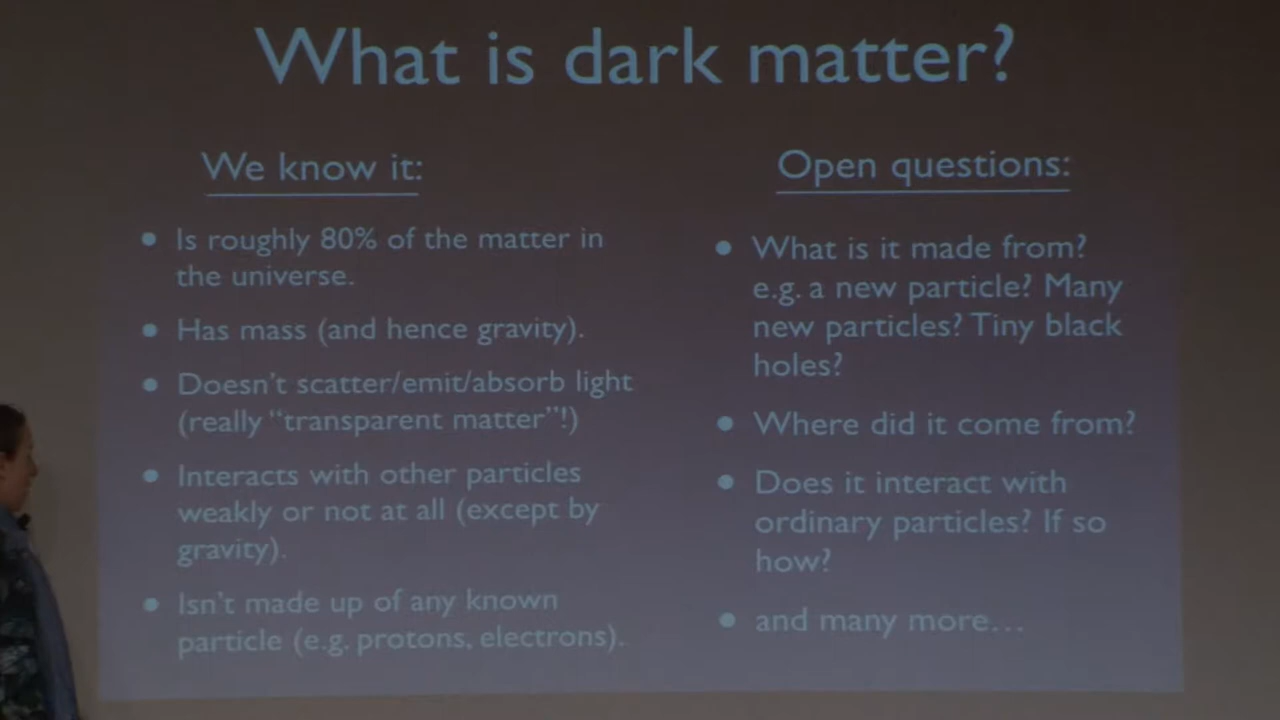 What is dark matter?
We know it:
• Is roughly 80% of the matter in
the universe.
• Has mass (and hence gravity).
• Doesn't scatter/emit/absorb light
(really "transparent matter"!)
• Interacts with other particles
weakly or not at all (except by
gravity).
• Isn't made up of any known
particle (e.g. protons, electrons).
Open questions:
• What is it made from?
e.g. a new particle? Many
new particles? Tiny black
holes?
• Where did it come from?
• Does it interact with
ordinary particles? If so
how?
• and many more…